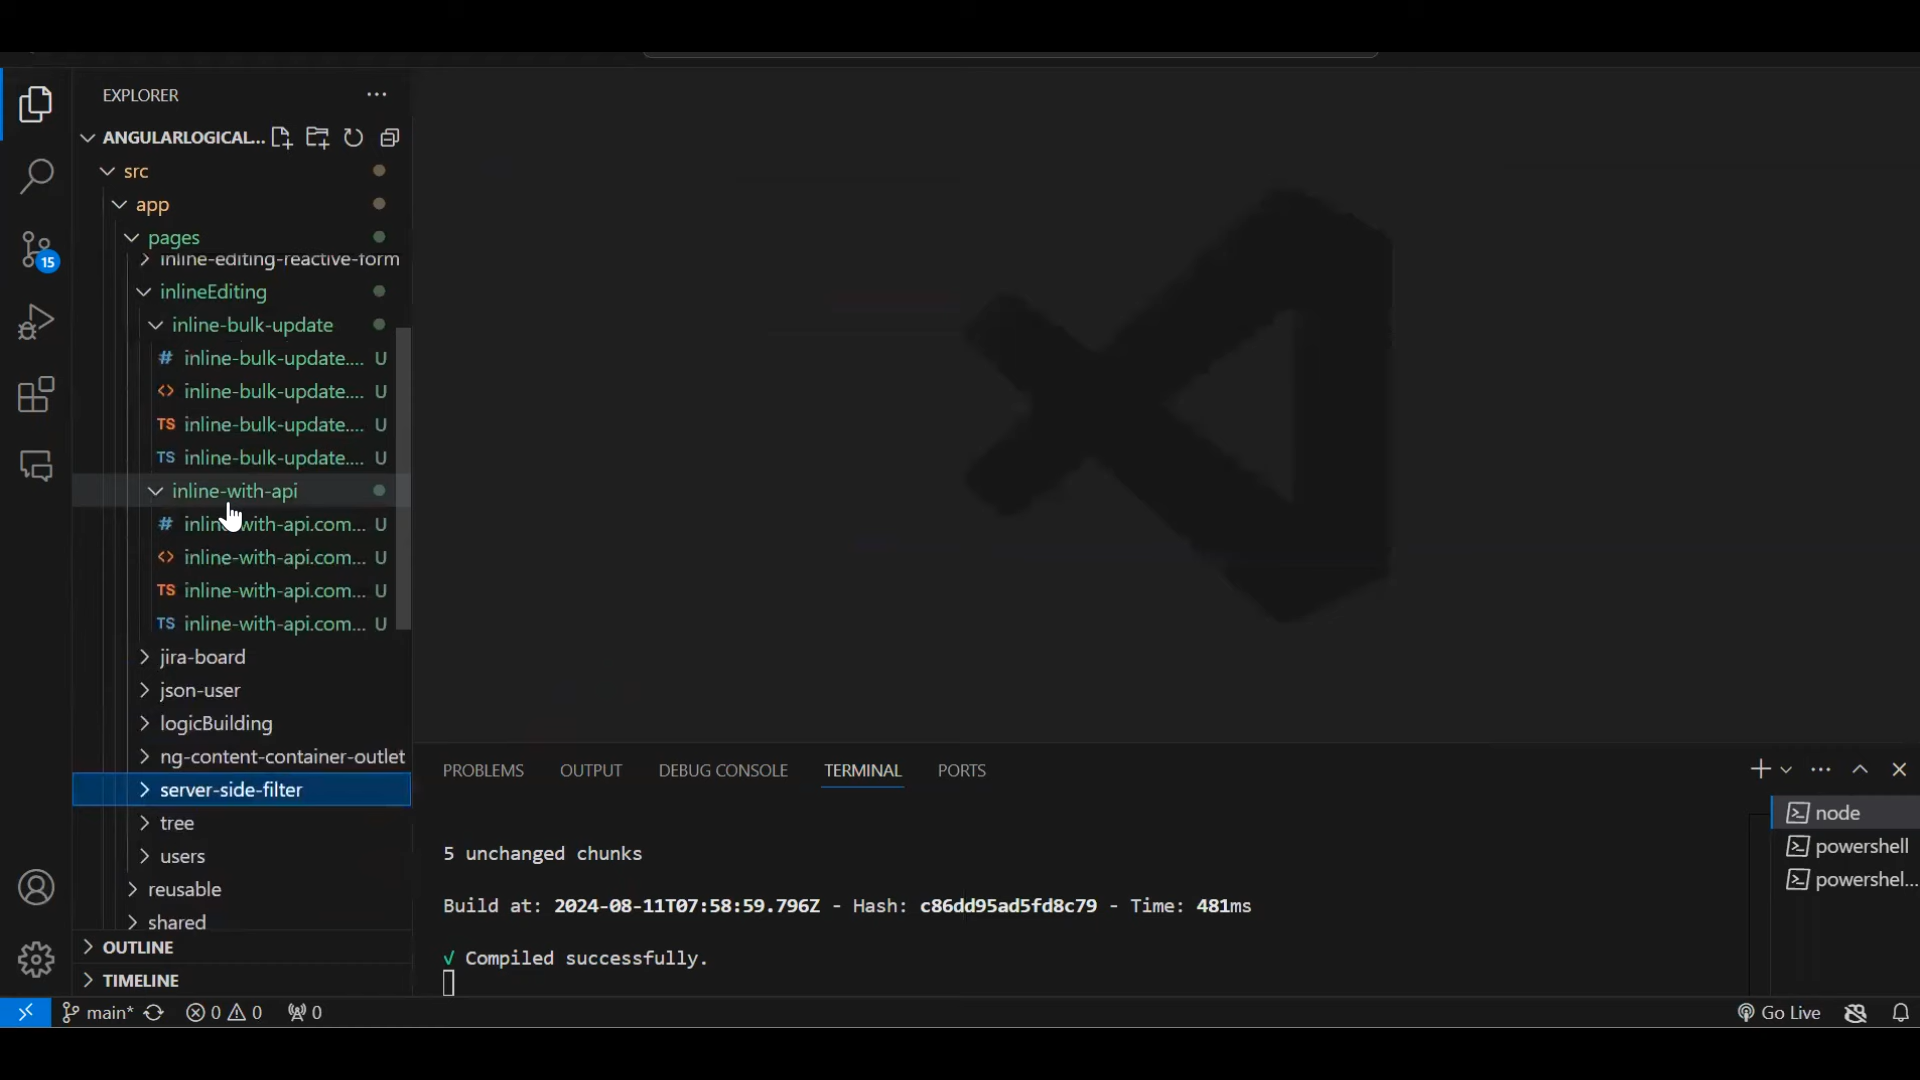 EXPLORER
ANGULARLOGICAL...
src
app
pages
inline-editing-reactive-form
inlineEditing
inline-bulk-update
# inline-bulk-update.... U
<> inline-bulk-update.... U
TS inline-bulk-update.... U
TS inline-bulk-update.... U
inline-with-api
# inline-with-api.com... U
<> inline-with-api.com... U
TS inline-with-api.com... U
TS inline-with-api.com... U
jira-board
json-user
logicBuilding
ng-content-container-outlet
server-side-filter
tree
users
reusable
shared
OUTLINE
TIMELINE
15
PROBLEMS OUTPUT DEBUG CONSOLE TERMINAL PORTS
5 unchanged chunks
Build at: 2024-08-11T07:58:59.796Z - Hash: c86dd95ad5fd8c79 - Time: 481ms
√ Compiled successfully.
node
powershell
powershel...
main* 0 0 0 Go Live